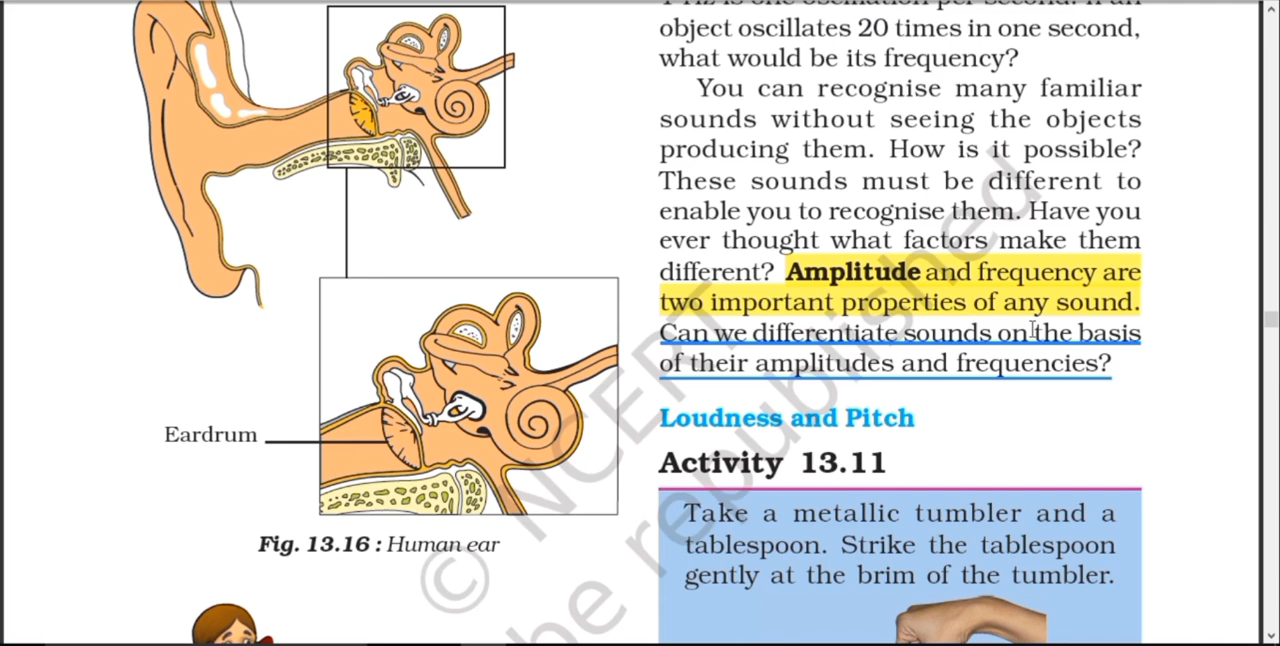 Eardrum
Fig. 13.16 : Human ear
object oscillates 20 times in one second,
what would be its frequency?
You can recognise many familiar
sounds without seeing the objects
producing them. How is it possible?
These sounds must be different to
enable you to recognise them. Have you
ever thought what factors make them
different? Amplitude and frequency are
two important properties of any sound.
Can we differentiate sounds on the basis
of their amplitudes and frequencies?
Loudness and Pitch
Activity 13.11
Take a metallic tumbler and a
tablespoon. Strike the tablespoon
gently at the brim of the tumbler.
© NCERT
be republished